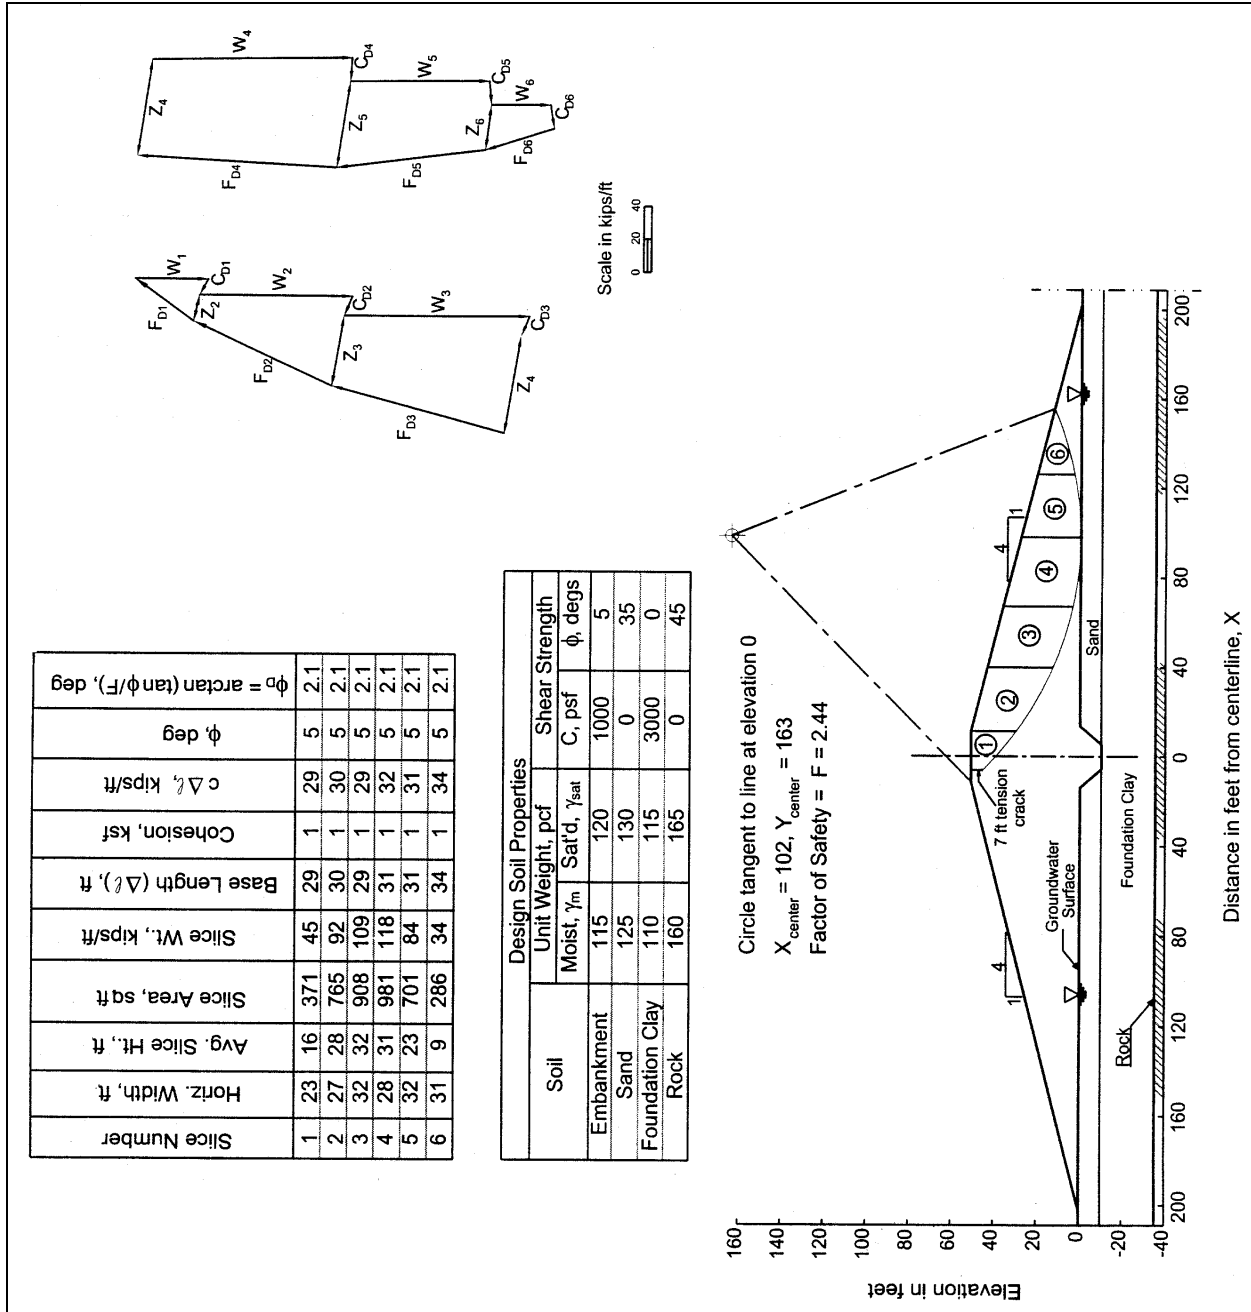 W4
CD4
Z4
W5
CD5
Z5
W6
FD4
Z6
CD6
FD5
FD6
W1
CD1
FD1
Z2
W2
CD2
FD2
Z3
W3
CD3
FD3
Z4
Scale in kips/ft
0 20 40
Slice Number | Horiz. Width, ft | Avg. Slice Ht., ft | Slice Area, sq ft | Slice Wt., kips/ft | Base Length (Δℓ), ft | Cohesion, ksf | c Δℓ, kips/ft | ϕ, deg | ϕD = arctan (tan ϕ/F), deg
1 23 16 371 45 29 1 29 5 2.1
2 27 28 765 92 30 1 30 5 2.1
3 32 32 908 109 29 1 29 5 2.1
4 28 31 981 118 31 1 32 5 2.1
5 32 23 701 84 31 1 31 5 2.1
6 31 9 286 34 34 1 34 5 2.1
Design Soil Properties
Soil | Unit Weight, pcf | Shear Strength
Moist, γm | Sat'd, γsat | C, psf | ϕ, degs
Embankment 115 120 1000 5
Sand 125 130 0 35
Foundation Clay 110 115 3000 0
Rock 160 165 0 45
Circle tangent to line at elevation 0
Xcenter = 102, Ycenter = 163
Factor of Safety = F = 2.44
1
4
4
1
7 ft tension
crack
1
2
3
4
5
6
Groundwater
Surface
Sand
Foundation Clay
Rock
160
120
80
40
0
-20
-40
Elevation in feet
200 160 120 80 40 0 40 80 120 160 200
Distance in feet from centerline, X